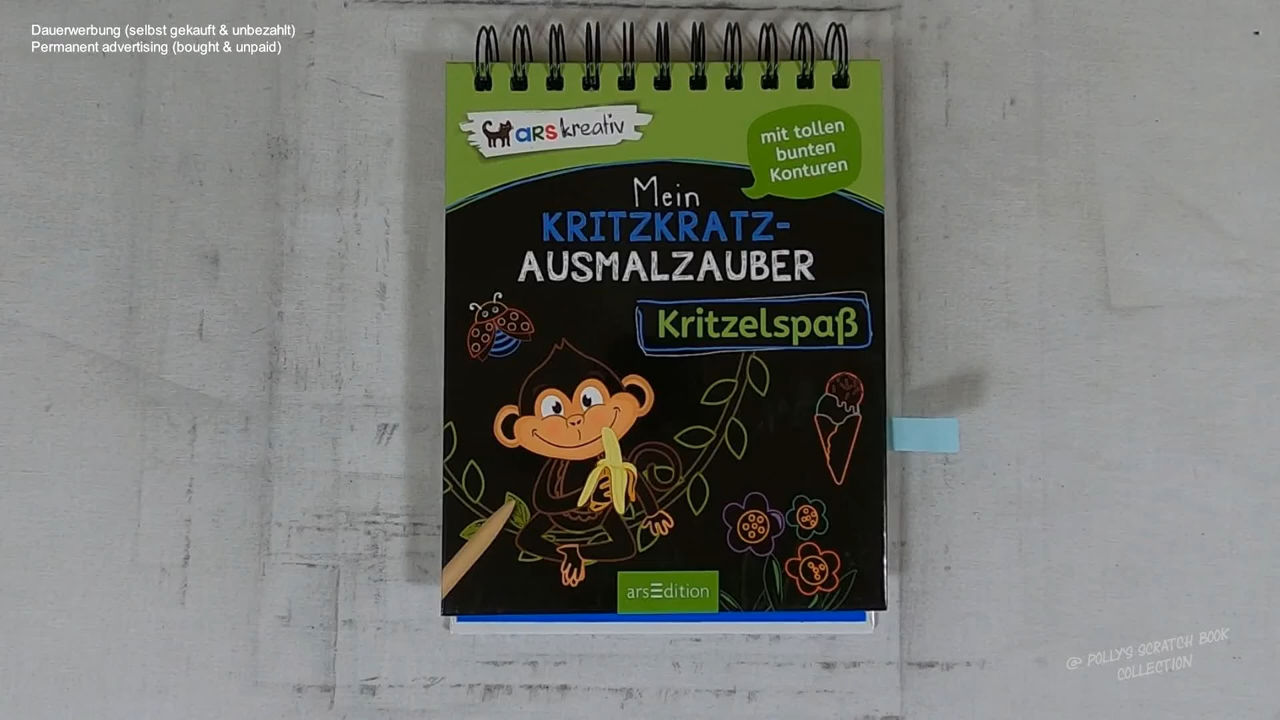 Dauerwerbung (selbst gekauft & unbezahlt)
Permanent advertising (bought & unpaid)
ars kreativ
mit tollen
bunten
Konturen
Mein
KRITZKRATZ-
AUSMALZAUBER
Kritzelspaß
arsEdition
@ POLLY'S SCRATCH BOOK
COLLECTION